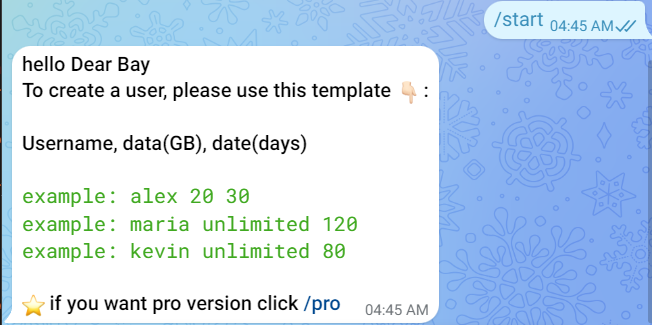 /start 04:45 AM
hello Dear Bay
To create a user, please use this template 👇🏻 :
Username, data(GB), date(days)
example: alex 20 30
example: maria unlimited 120
example: kevin unlimited 80
⭐ if you want pro version click /pro 04:45 AM